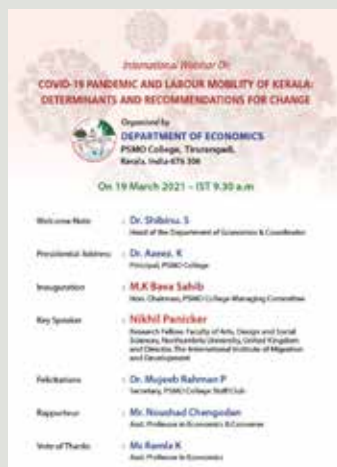 International Webinar On
COVID-19 PANDEMIC AND LABOUR MOBILITY OF KERALA:
DETERMINANTS AND RECOMMENDATIONS FOR CHANGE
Organised by
DEPARTMENT OF ECONOMICS
PSMO College, Tirurangadi,
Kerala, India-676 306
On 19 March 2021 - IST 9.30 a.m
Welcome Note : Dr. Shibinu. S
Head of the Department of Economics & Coordinator
Presidential Address : Dr. Azeez. K
Principal, PSMO College
Inauguration : M.K Bava Sahib
Hon. Chairman, PSMO College Managing Committee
Key Speaker : Nikhil Panicker
Research Fellow, Faculty of Arts, Design and Social
Sciences, Northumbria University, United Kingdom
and Director, The International Institute of Migration
and Development
Felicitations : Dr. Mujeeb Rahman P
Secretary, PSMO College Staff Club
Rapporteur : Mr. Noushad Chengodan
Asst. Professor in Economics & Convener
Vote of Thanks : Ms Ramla K
Asst. Professor in Economics